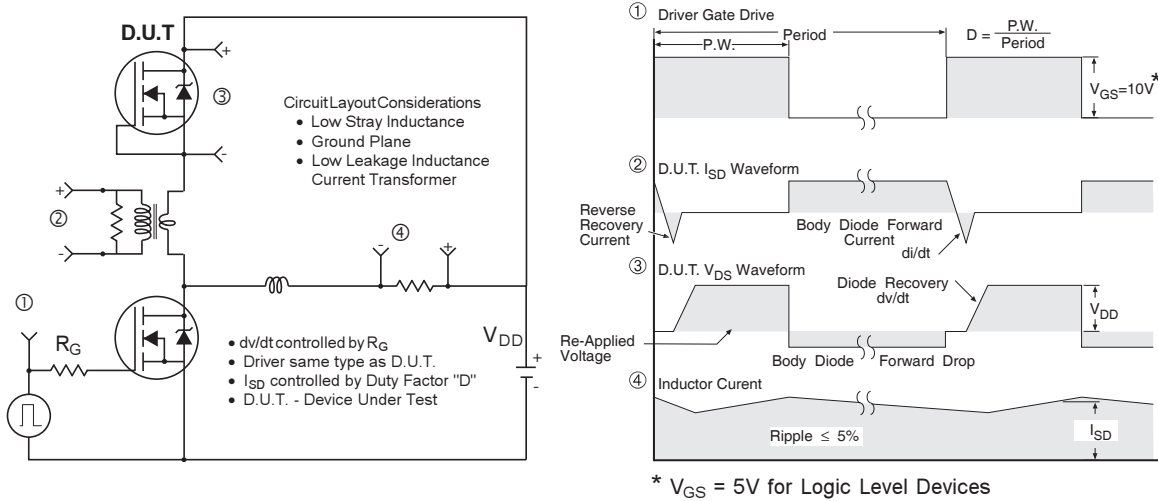 D.U.T
+
③
-
Circuit Layout Considerations
• Low Stray Inductance
• Ground Plane
• Low Leakage Inductance
Current Transformer
+
②
-
④
-
+
①
R_G
• dv/dt controlled by R_G
• Driver same type as D.U.T.
• I_SD controlled by Duty Factor "D"
• D.U.T. - Device Under Test
V_DD
+
-
① Driver Gate Drive
P.W.
Period
D = P.W. / Period
V_GS=10V*
② D.U.T. I_SD Waveform
Reverse
Recovery
Current
Body Diode Forward
Current
di/dt
③ D.U.T. V_DS Waveform
Diode Recovery
dv/dt
V_DD
Re-Applied
Voltage
Body Diode Forward Drop
④ Inductor Curent
Ripple ≤ 5%
I_SD
* V_GS = 5V for Logic Level Devices